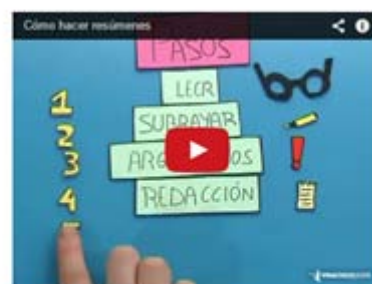 Cómo hacer resúmenes
PASOS
1
LEER
2
SUBRAYAR
3
4
REDACCIÓN